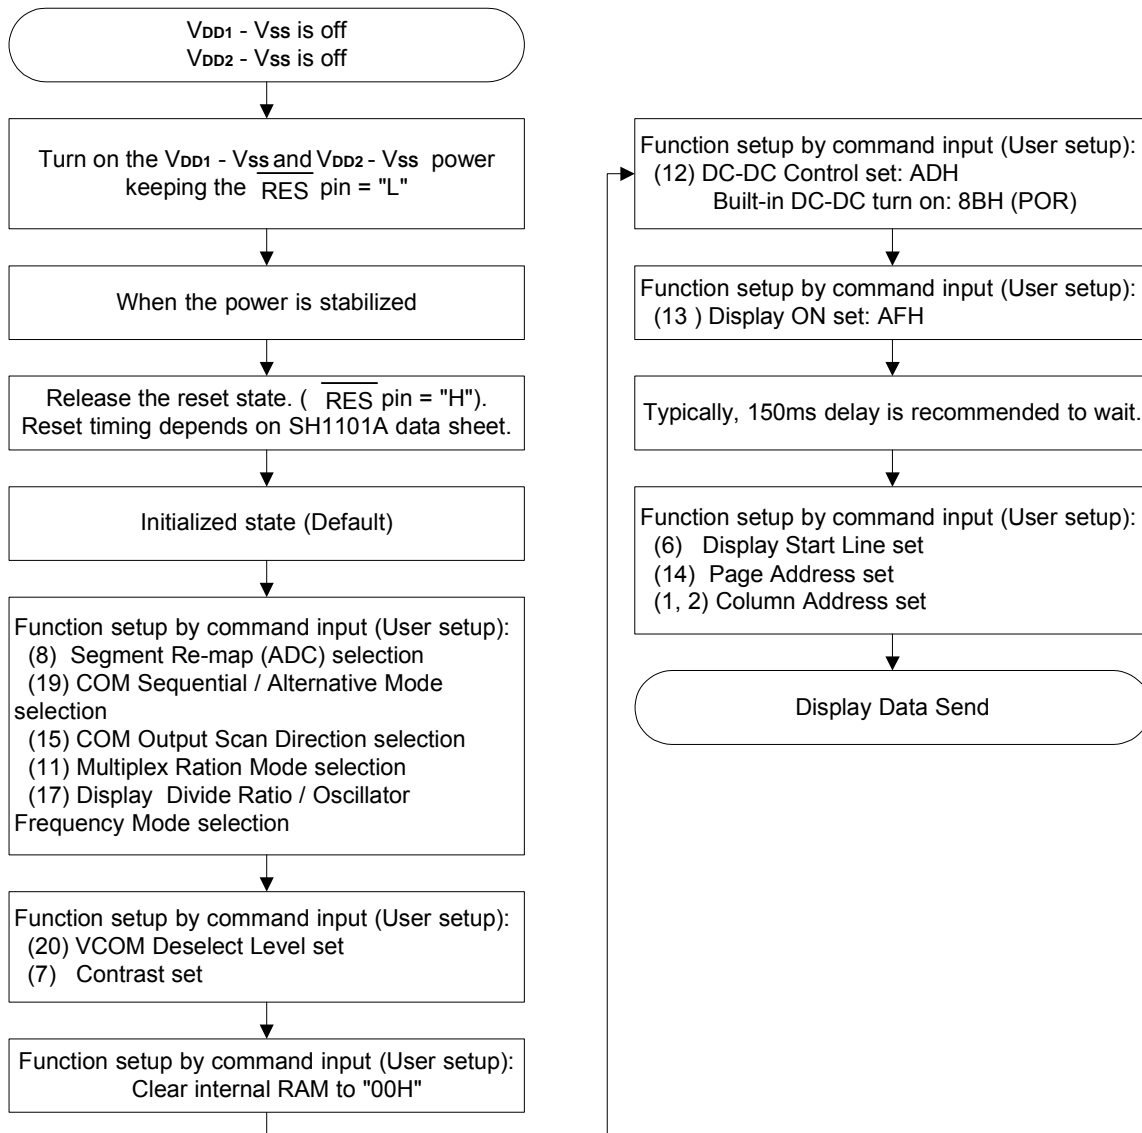 VDD1 - VSS is off
VDD2 - VSS is off
Turn on the VDD1 - VSS and VDD2 - VSS power
keeping the RES pin = "L"
When the power is stabilized
Release the reset state. ( RES pin = "H").
Reset timing depends on SH1101A data sheet.
Initialized state (Default)
Function setup by command input (User setup):
(8) Segment Re-map (ADC) selection
(19) COM Sequential / Alternative Mode
selection
(15) COM Output Scan Direction selection
(11) Multiplex Ration Mode selection
(17) Display Divide Ratio / Oscillator
Frequency Mode selection
Function setup by command input (User setup):
(20) VCOM Deselect Level set
(7) Contrast set
Function setup by command input (User setup):
Clear internal RAM to "00H"
Function setup by command input (User setup):
(12) DC-DC Control set: ADH
Built-in DC-DC turn on: 8BH (POR)
Function setup by command input (User setup):
(13 ) Display ON set: AFH
Typically, 150ms delay is recommended to wait.
Function setup by command input (User setup):
(6) Display Start Line set
(14) Page Address set
(1, 2) Column Address set
Display Data Send